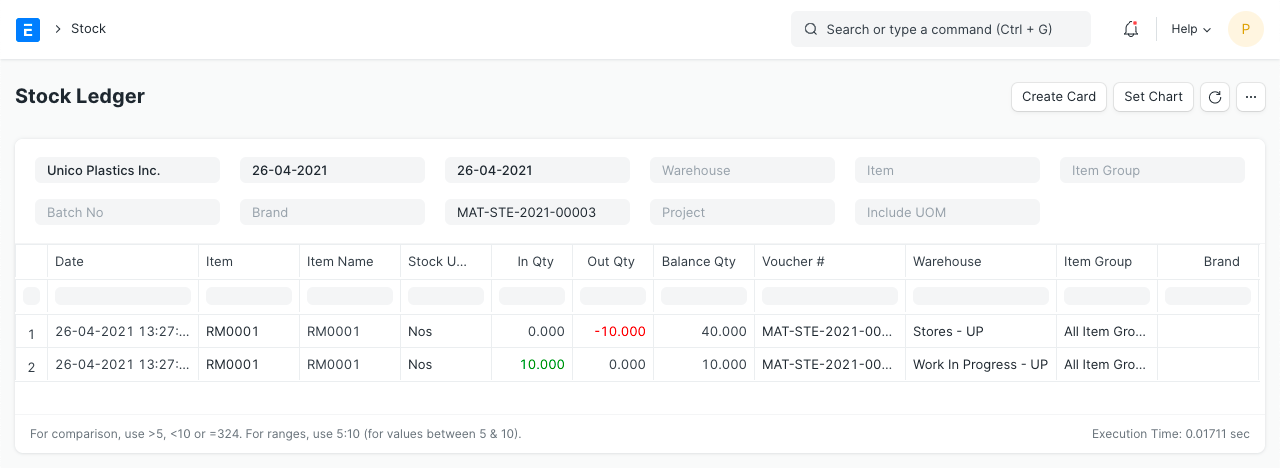 E > Stock Search or type a command (Ctrl + G) Help P
Stock Ledger Create Card Set Chart ...
Unico Plastics Inc. 26-04-2021 26-04-2021 Warehouse Item Item Group
Batch No Brand MAT-STE-2021-00003 Project Include UOM
Date Item Item Name Stock U... In Qty Out Qty Balance Qty Voucher # Warehouse Item Group Brand
1 26-04-2021 13:27:... RM0001 RM0001 Nos 0.000 -10.000 40.000 MAT-STE-2021-00... Stores - UP All Item Gro...
2 26-04-2021 13:27:... RM0001 RM0001 Nos 10.000 0.000 10.000 MAT-STE-2021-00... Work In Progress - UP All Item Gro...
For comparison, use >5, <10 or =324. For ranges, use 5:10 (for values between 5 & 10). Execution Time: 0.01711 sec